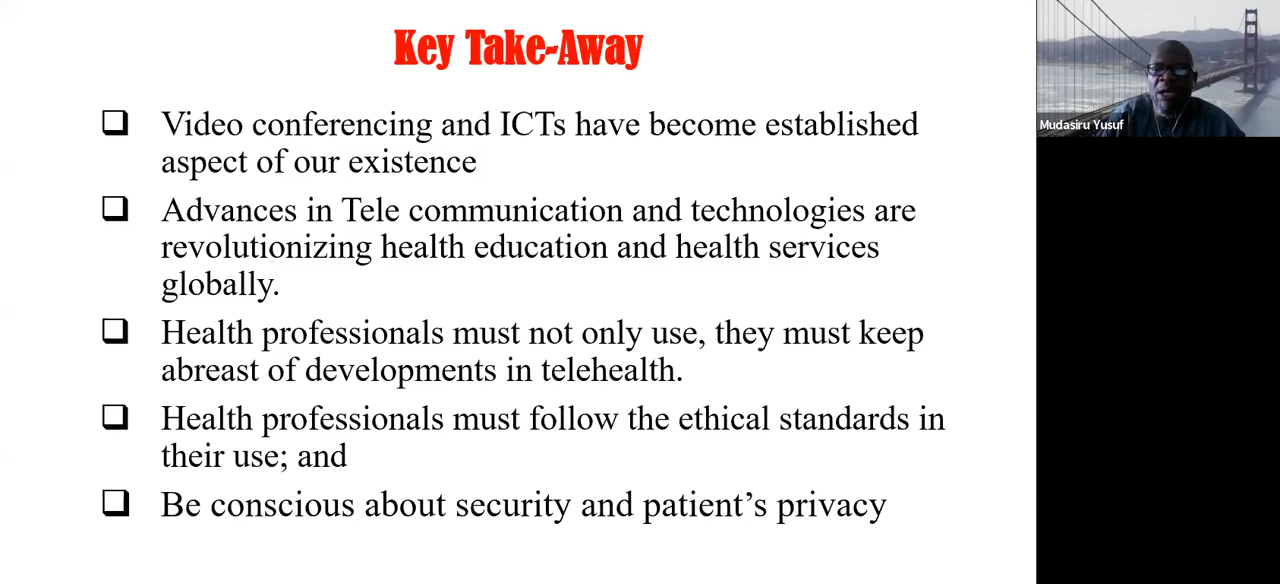 Key Take-Away
Video conferencing and ICTs have become established
aspect of our existence
Advances in Tele communication and technologies are
revolutionizing health education and health services
globally.
Health professionals must not only use, they must keep
abreast of developments in telehealth.
Health professionals must follow the ethical standards in
their use; and
Be conscious about security and patient’s privacy
Mudasiru Yusuf